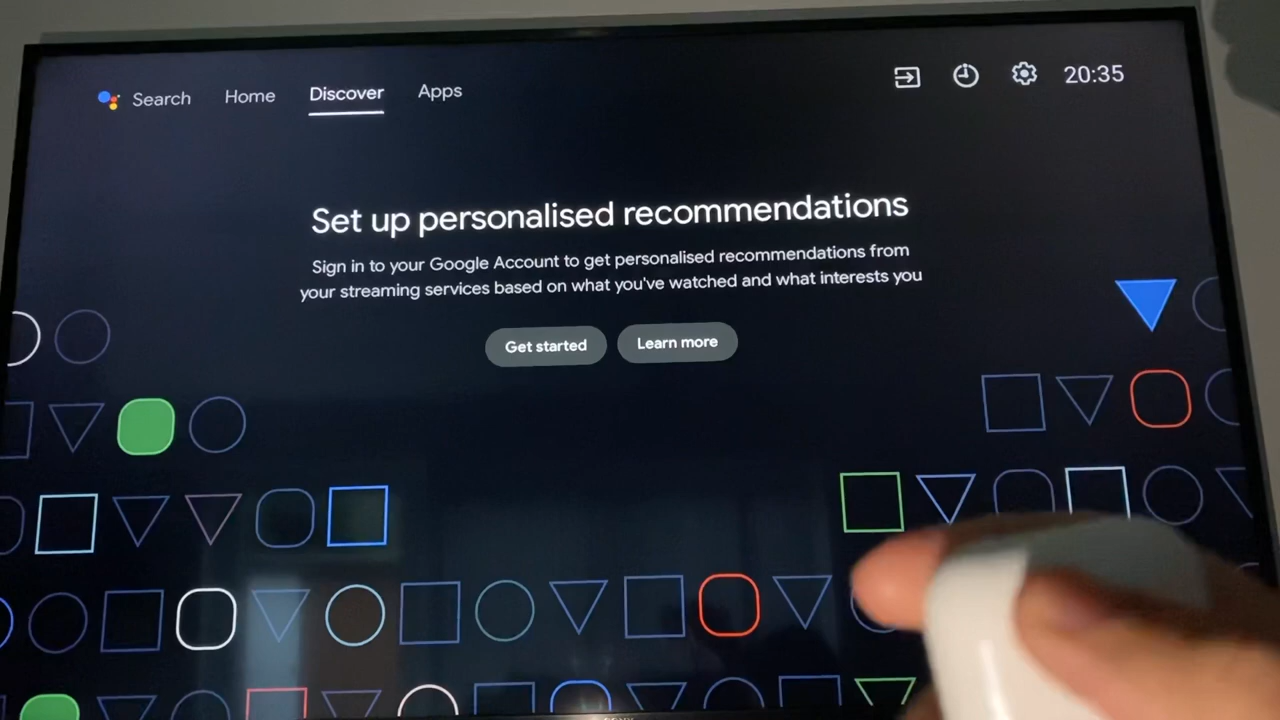 Search Home Discover Apps 20:35
Set up personalised recommendations
Sign in to your Google Account to get personalised recommendations from
your streaming services based on what you've watched and what interests you
Get started Learn more